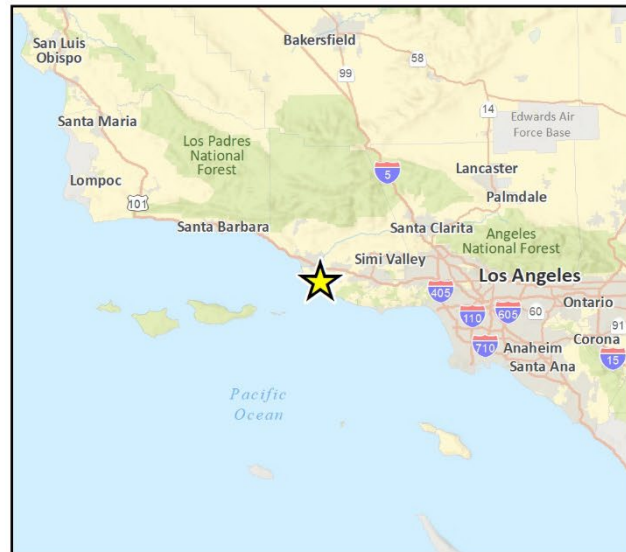 San Luis
Obispo
Bakersfield
58
99
14
Santa Maria
Edwards Air
Force Base
Los Padres
National
Forest
Lompoc
5
Lancaster
Palmdale
101
Santa Barbara
Santa Clarita
Angeles
National Forest
Simi Valley
Los Angeles
405
Ontario
110
605
60
91
Corona
710
Anaheim
15
Santa Ana
Pacific
Ocean